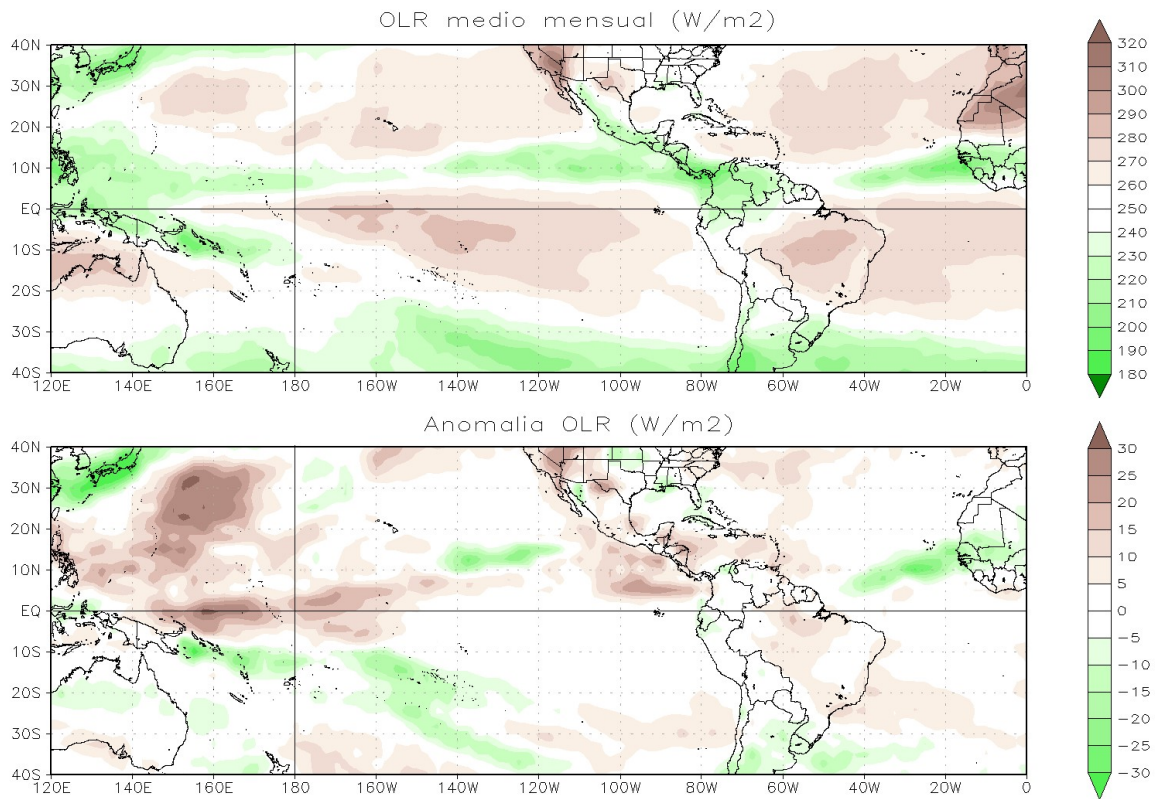 OLR medio mensual (W/m2)
40N
30N
20N
10N
EQ
10S
20S
30S
40S
120E 140E 160E 180 160W 140W 120W 100W 80W 60W 40W 20W 0
320
310
300
290
280
270
260
250
240
230
220
210
200
190
180
Anomalia OLR (W/m2)
40N
30N
20N
10N
EQ
10S
20S
30S
40S
120E 140E 160E 180 160W 140W 120W 100W 80W 60W 40W 20W 0
30
25
20
15
10
5
0
−5
−10
−15
−20
−25
−30